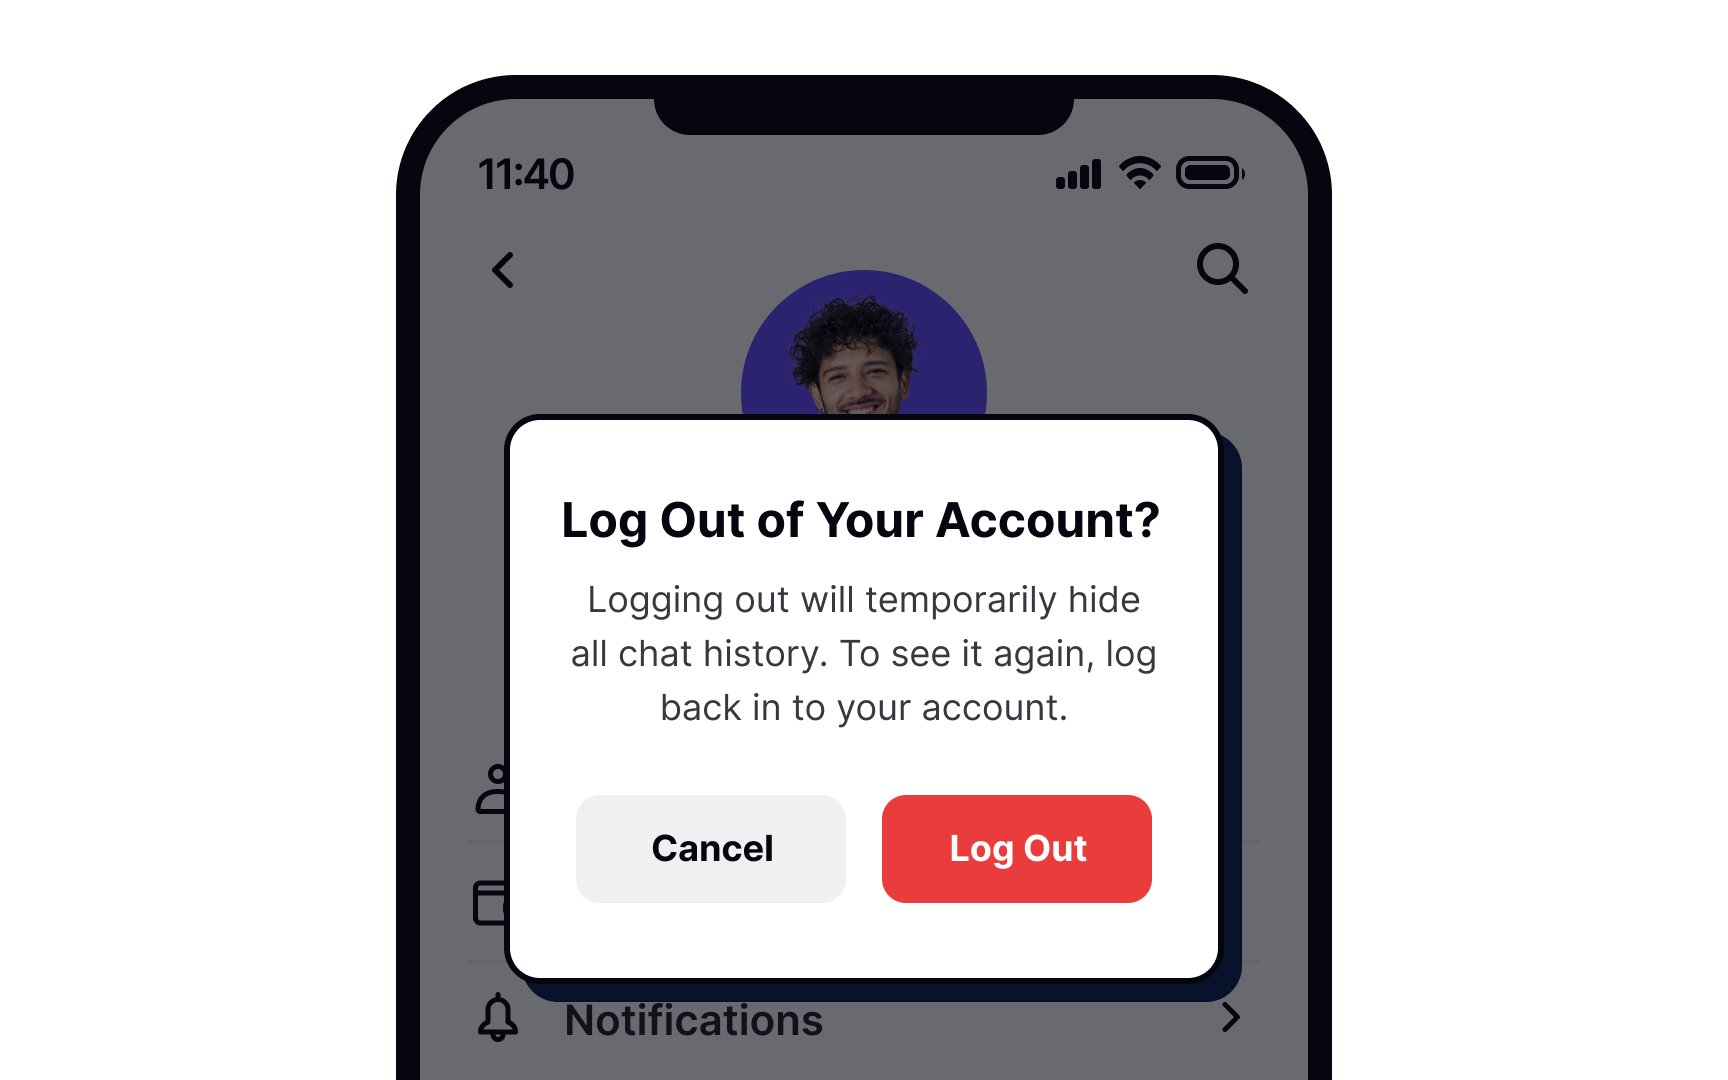 11:40
Log Out of Your Account?
Logging out will temporarily hide
all chat history. To see it again, log
back in to your account.
Cancel
Log Out
Notifications